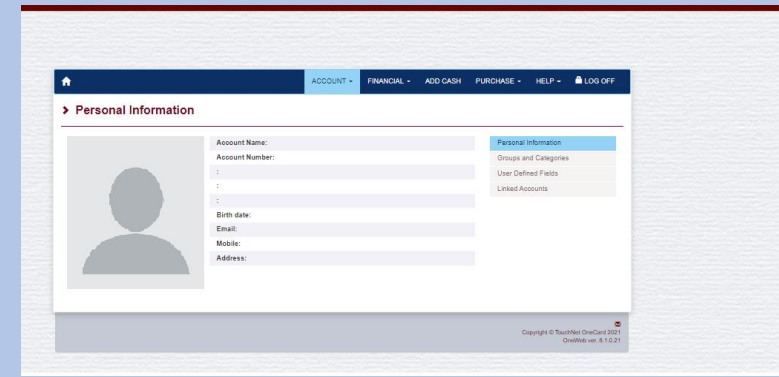 ACCOUNT FINANCIAL ADD CASH PURCHASE HELP LOG OFF
Personal Information
Account Name:
Account Number:
:
:
:
Birth date:
Email:
Mobile:
Address:
Personal Information
Groups and Categories
User Defined Fields
Linked Accounts
Copyright © TouchNet OneCard 2021
OneWeb ver. 8.1.0.21